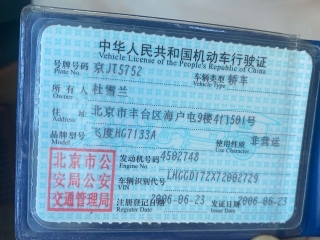 中华人民共和国机动车行驶证
Vehicle License of the People's Republic of China
号牌号码 京JT5752 车辆类型 轿车
Plate No. Vehicle Type
所有人 杜雪兰
Owner
住址 北京市丰台区海户屯9楼4门501号
Address
品牌型号 飞度HG7133A 使用性质 非营运
Model Use Character
北京市公安局公安交通管理局
发动机号码 4502748
Engine No.
车辆识别代号 LHGGD172X72002729
VIN
注册登记日期 2006-06-23 发证日期 2006-06-23
Register Date Issue Date